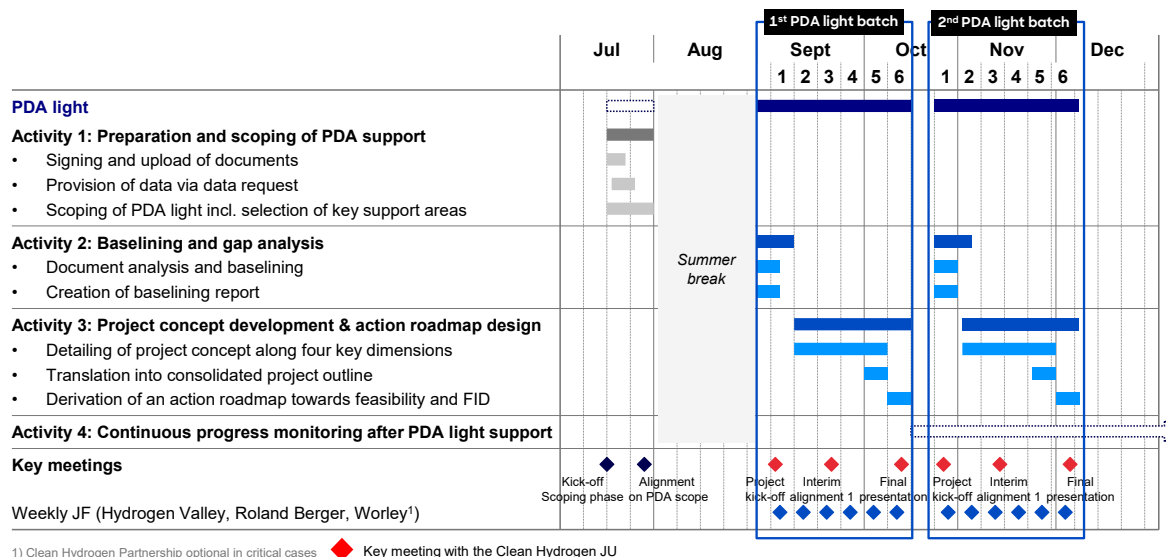 1st PDA light batch
2nd PDA light batch
Jul Aug Sept Oct Nov Dec
1 2 3 4 5 6 1 2 3 4 5 6
PDA light
Activity 1: Preparation and scoping of PDA support
• Signing and upload of documents
• Provision of data via data request
• Scoping of PDA light incl. selection of key support areas
Activity 2: Baselining and gap analysis
• Document analysis and baselining
• Creation of baselining report
Summer
break
Activity 3: Project concept development & action roadmap design
• Detailing of project concept along four key dimensions
• Translation into consolidated project outline
• Derivation of an action roadmap towards feasibility and FID
Activity 4: Continuous progress monitoring after PDA light support
Key meetings
Kick-off
Scoping phase
Alignment
on PDA scope
Project
kick-off
Interim
alignment 1
Final
presentation
Project
kick-off
Interim
alignment 1
Final
presentation
Weekly JF (Hydrogen Valley, Roland Berger, Worley1)
1) Clean Hydrogen Partnership optional in critical cases
Key meeting with the Clean Hydrogen JU